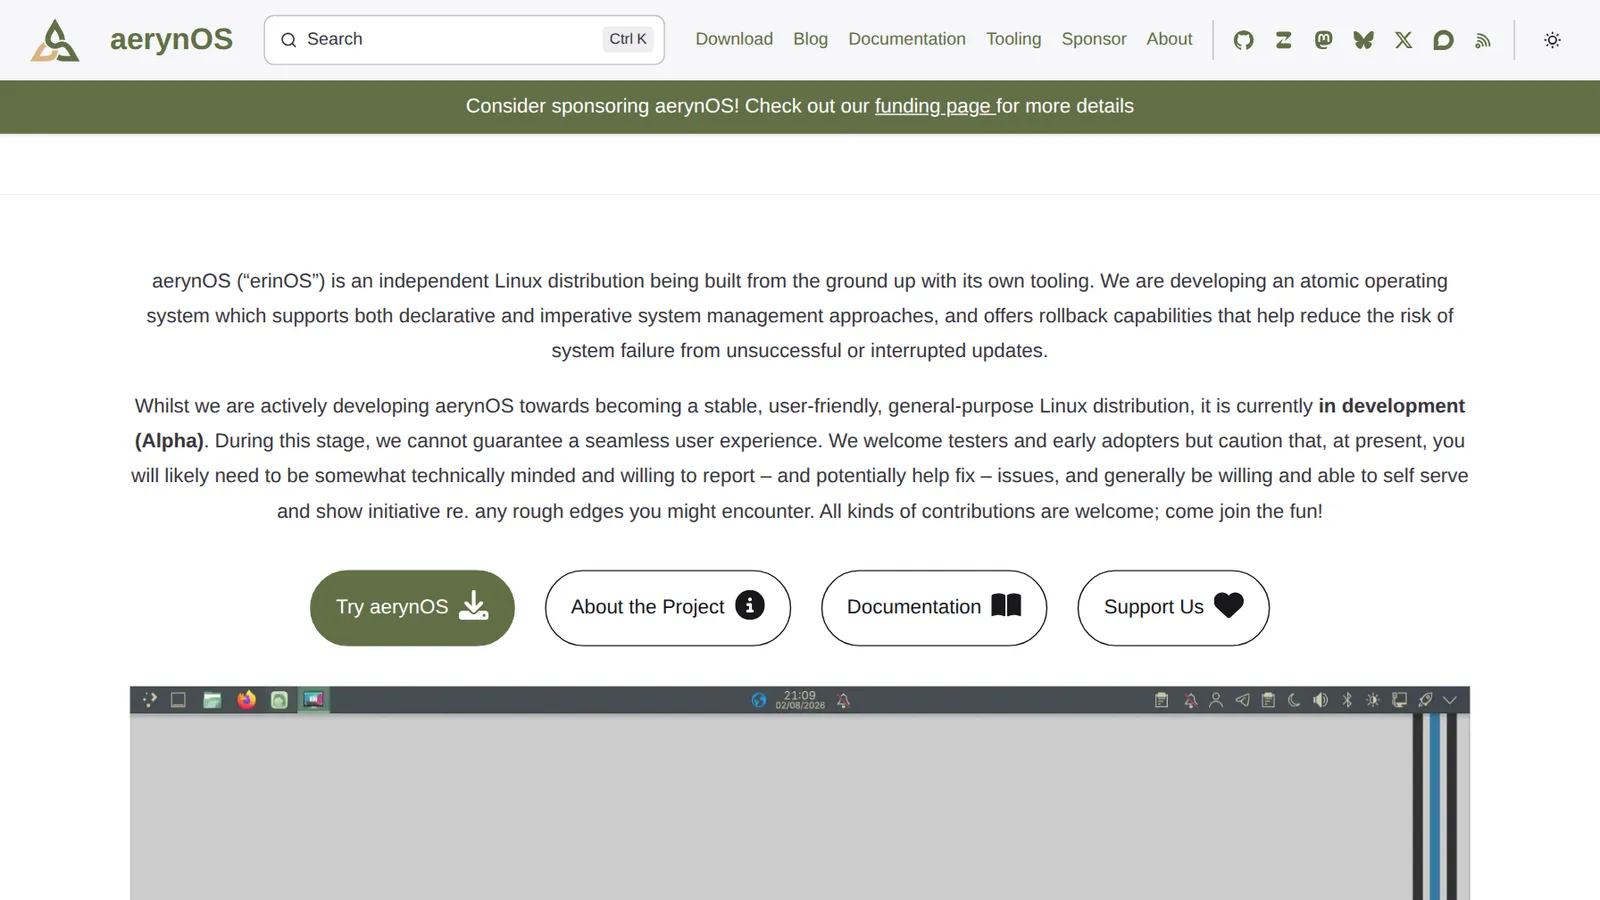 aerynOS
Search
Ctrl K
Download
Blog
Documentation
Tooling
Sponsor
About
Consider sponsoring aerynOS! Check out our funding page for more details
aerynOS (“erinOS”) is an independent Linux distribution being built from the ground up with its own tooling. We are developing an atomic operating
system which supports both declarative and imperative system management approaches, and offers rollback capabilities that help reduce the risk of
system failure from unsuccessful or interrupted updates.
Whilst we are actively developing aerynOS towards becoming a stable, user-friendly, general-purpose Linux distribution, it is currently in development
(Alpha). During this stage, we cannot guarantee a seamless user experience. We welcome testers and early adopters but caution that, at present, you
will likely need to be somewhat technically minded and willing to report – and potentially help fix – issues, and generally be willing and able to self serve
and show initiative re. any rough edges you might encounter. All kinds of contributions are welcome; come join the fun!
Try aerynOS
About the Project
Documentation
Support Us
21:09
02/08/2026